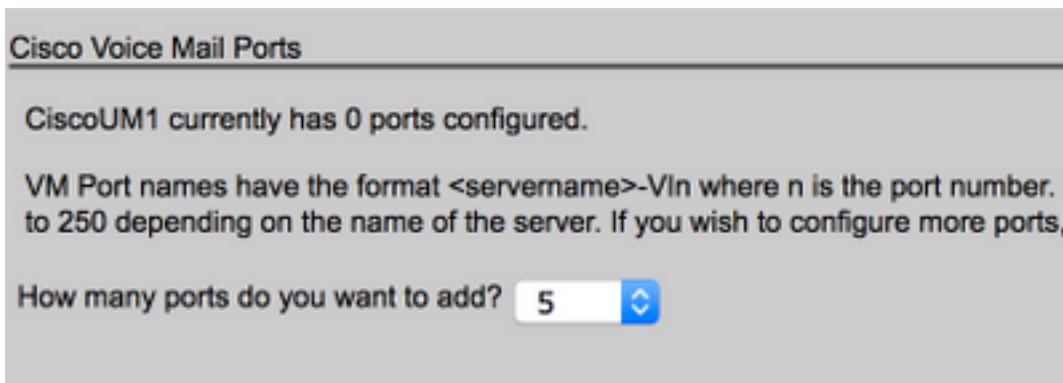 Cisco Voice Mail Ports
CiscoUM1 currently has 0 ports configured.
VM Port names have the format <servername>-VIn where n is the port number.
to 250 depending on the name of the server. If you wish to configure more ports,
How many ports do you want to add? 5